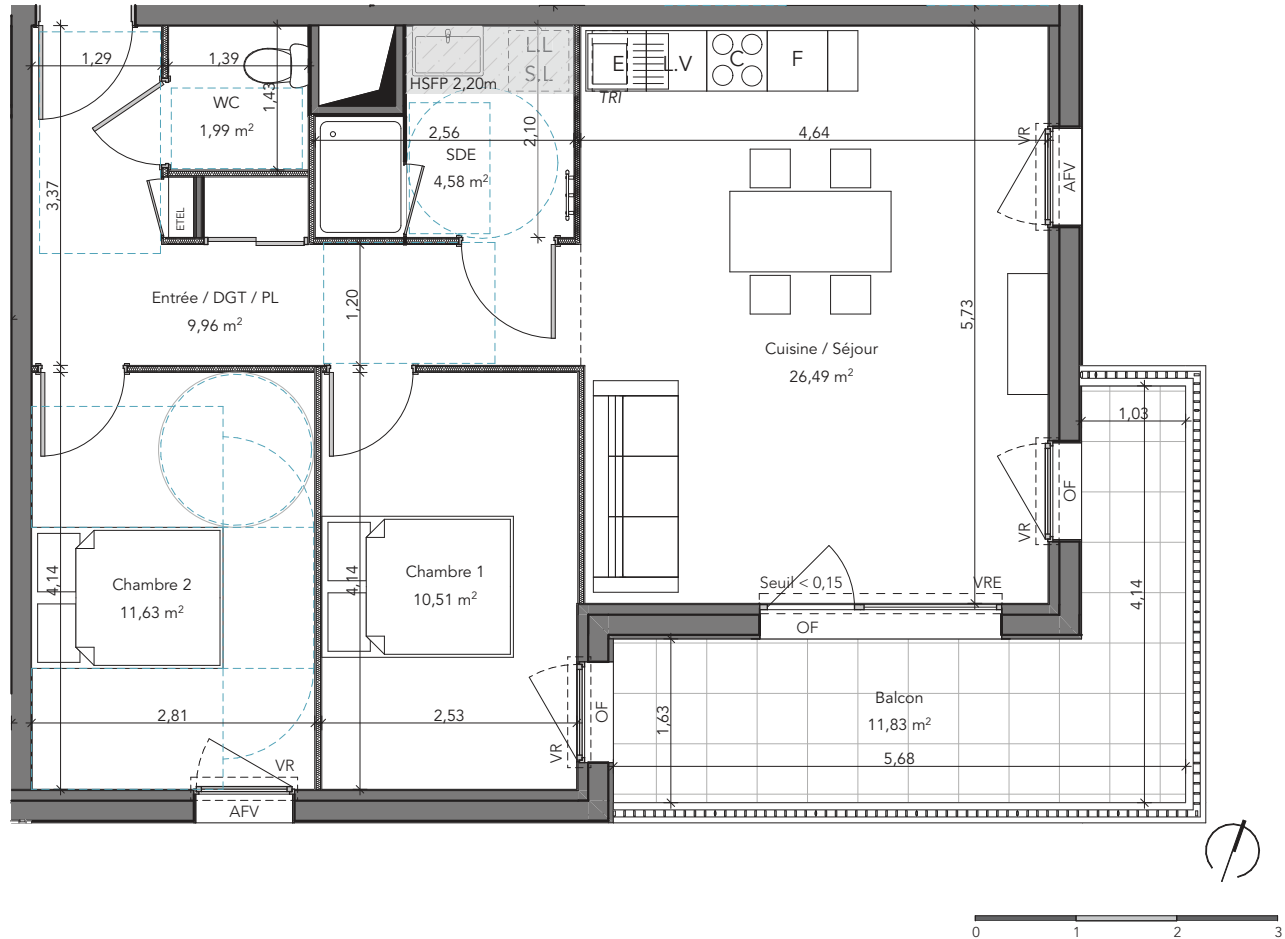 1,29
1,39
WC
1,99 m²
1,43
L.L
S.L
HSFP 2,20m
2,56
2,10
SDE
4,58 m²
E
L.V
C
F
TRI
4,64
VR
AFV
3,37
ETEL
Entrée / DGT / PL
9,96 m²
1,20
5,73
Cuisine / Séjour
26,49 m²
1,03
OF
VR
4,14
Chambre 2
11,63 m²
4,14
Chambre 1
10,51 m²
Seuil < 0,15
VRE
OF
4,14
2,81
2,53
OF
VR
1,63
Balcon
11,83 m²
5,68
VR
AFV
0
1
2
3